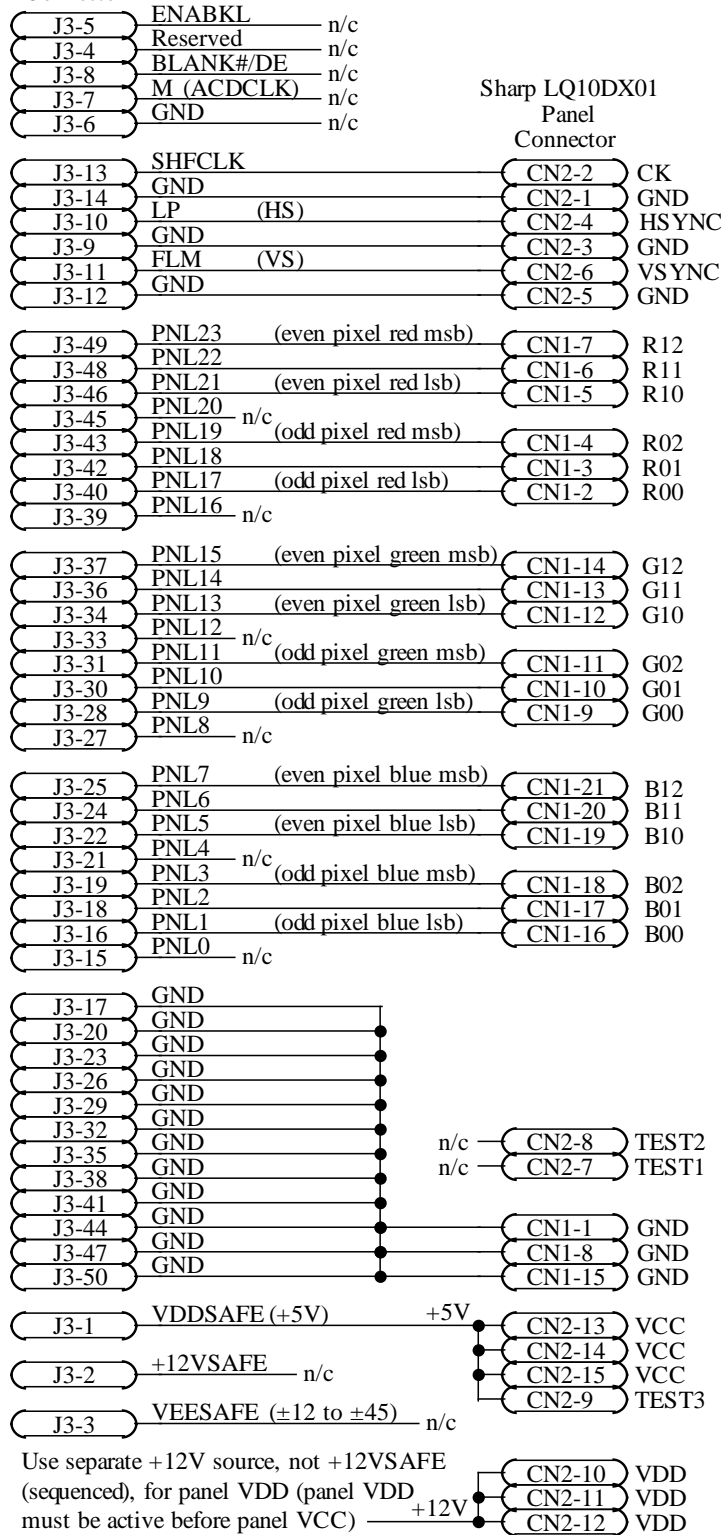 J3-5 ENABKL n/c
J3-4 Reserved n/c
J3-8 BLANK#/DE n/c
J3-7 M (ACDCLK) n/c
J3-6 GND n/c
Sharp LQ10DX01
Panel
Connector
J3-13 SHFCLK CN2-2 CK
J3-14 GND CN2-1 GND
J3-10 LP (HS) CN2-4 HSYNC
J3-9 GND CN2-3 GND
J3-11 FLM (VS) CN2-6 VSYNC
J3-12 GND CN2-5 GND
J3-49 PNL23 (even pixel red msb) CN1-7 R12
J3-48 PNL22 CN1-6 R11
J3-46 PNL21 (even pixel red lsb) CN1-5 R10
J3-45 PNL20 n/c
J3-43 PNL19 (odd pixel red msb) CN1-4 R02
J3-42 PNL18 CN1-3 R01
J3-40 PNL17 (odd pixel red lsb) CN1-2 R00
J3-39 PNL16 n/c
J3-37 PNL15 (even pixel green msb) CN1-14 G12
J3-36 PNL14 CN1-13 G11
J3-34 PNL13 (even pixel green lsb) CN1-12 G10
J3-33 PNL12 n/c
J3-31 PNL11 (odd pixel green msb) CN1-11 G02
J3-30 PNL10 CN1-10 G01
J3-28 PNL9 (odd pixel green lsb) CN1-9 G00
J3-27 PNL8 n/c
J3-25 PNL7 (even pixel blue msb) CN1-21 B12
J3-24 PNL6 CN1-20 B11
J3-22 PNL5 (even pixel blue lsb) CN1-19 B10
J3-21 PNL4 n/c
J3-19 PNL3 (odd pixel blue msb) CN1-18 B02
J3-18 PNL2 CN1-17 B01
J3-16 PNL1 (odd pixel blue lsb) CN1-16 B00
J3-15 PNL0 n/c
J3-17 GND
J3-20 GND
J3-23 GND
J3-26 GND
J3-29 GND
J3-32 GND
J3-35 GND n/c CN2-8 TEST2
J3-38 GND n/c CN2-7 TEST1
J3-41 GND
J3-44 GND CN1-1 GND
J3-47 GND CN1-8 GND
J3-50 GND CN1-15 GND
J3-1 VDDSAFE (+5V) +5V CN2-13 VCC
CN2-14 VCC
J3-2 +12VSAFE n/c CN2-15 VCC
CN2-9 TEST3
J3-3 VEESAFE (±12 to ±45) n/c
Use separate +12V source, not +12VSAFE CN2-10 VDD
(sequenced), for panel VDD (panel VDD CN2-11 VDD
must be active before panel VCC) +12V CN2-12 VDD